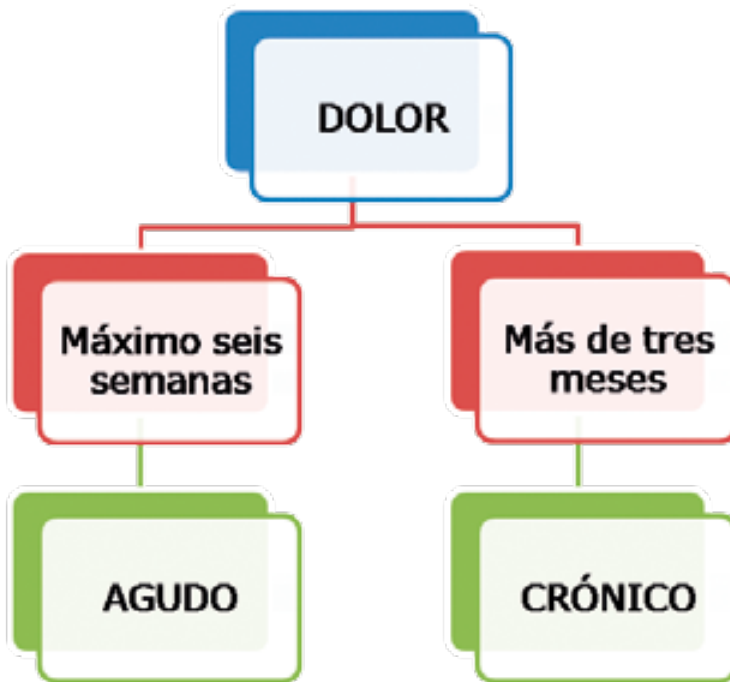 DOLOR
Máximo seis
semanas
Más de tres
meses
AGUDO
CRÓNICO